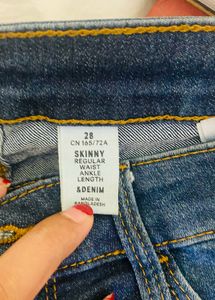 28
CN 165/72A
SKINNY
REGULAR
WAIST
ANKLE
LENGTH
&DENIM
MADE IN
BANGLADESH